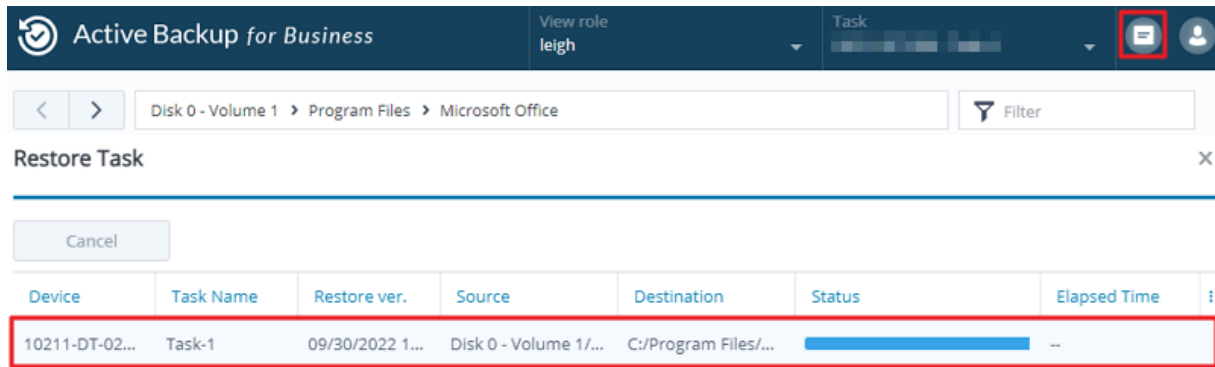 View role Task
Active Backup for Business leigh
Disk 0 - Volume 1 > Program Files > Microsoft Office Filter
Restore Task
Cancel
Device Task Name Restore ver. Source Destination Status Elapsed Time
10211-DT-02... Task-1 09/30/2022 1... Disk 0 - Volume 1/... C:/Program Files/... --